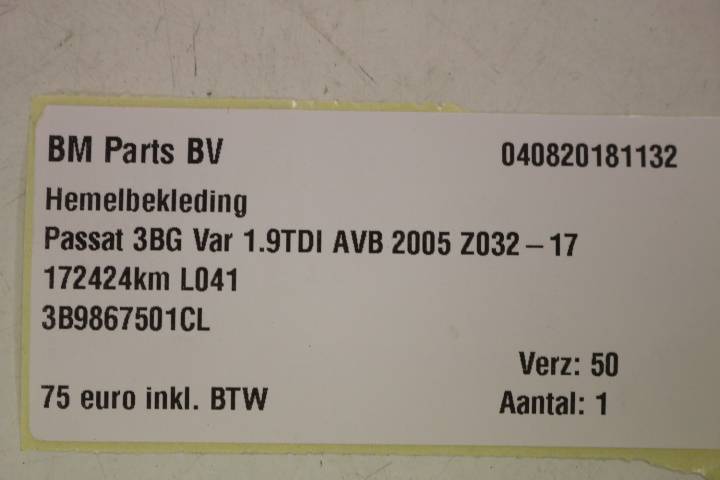 BM Parts BV 040820181132
Hemelbekleding
Passat 3BG Var 1.9TDI AVB 2005 Z032 – 17
172424km L041
3B9867501CL
Verz: 50
75 euro inkl. BTW Aantal: 1